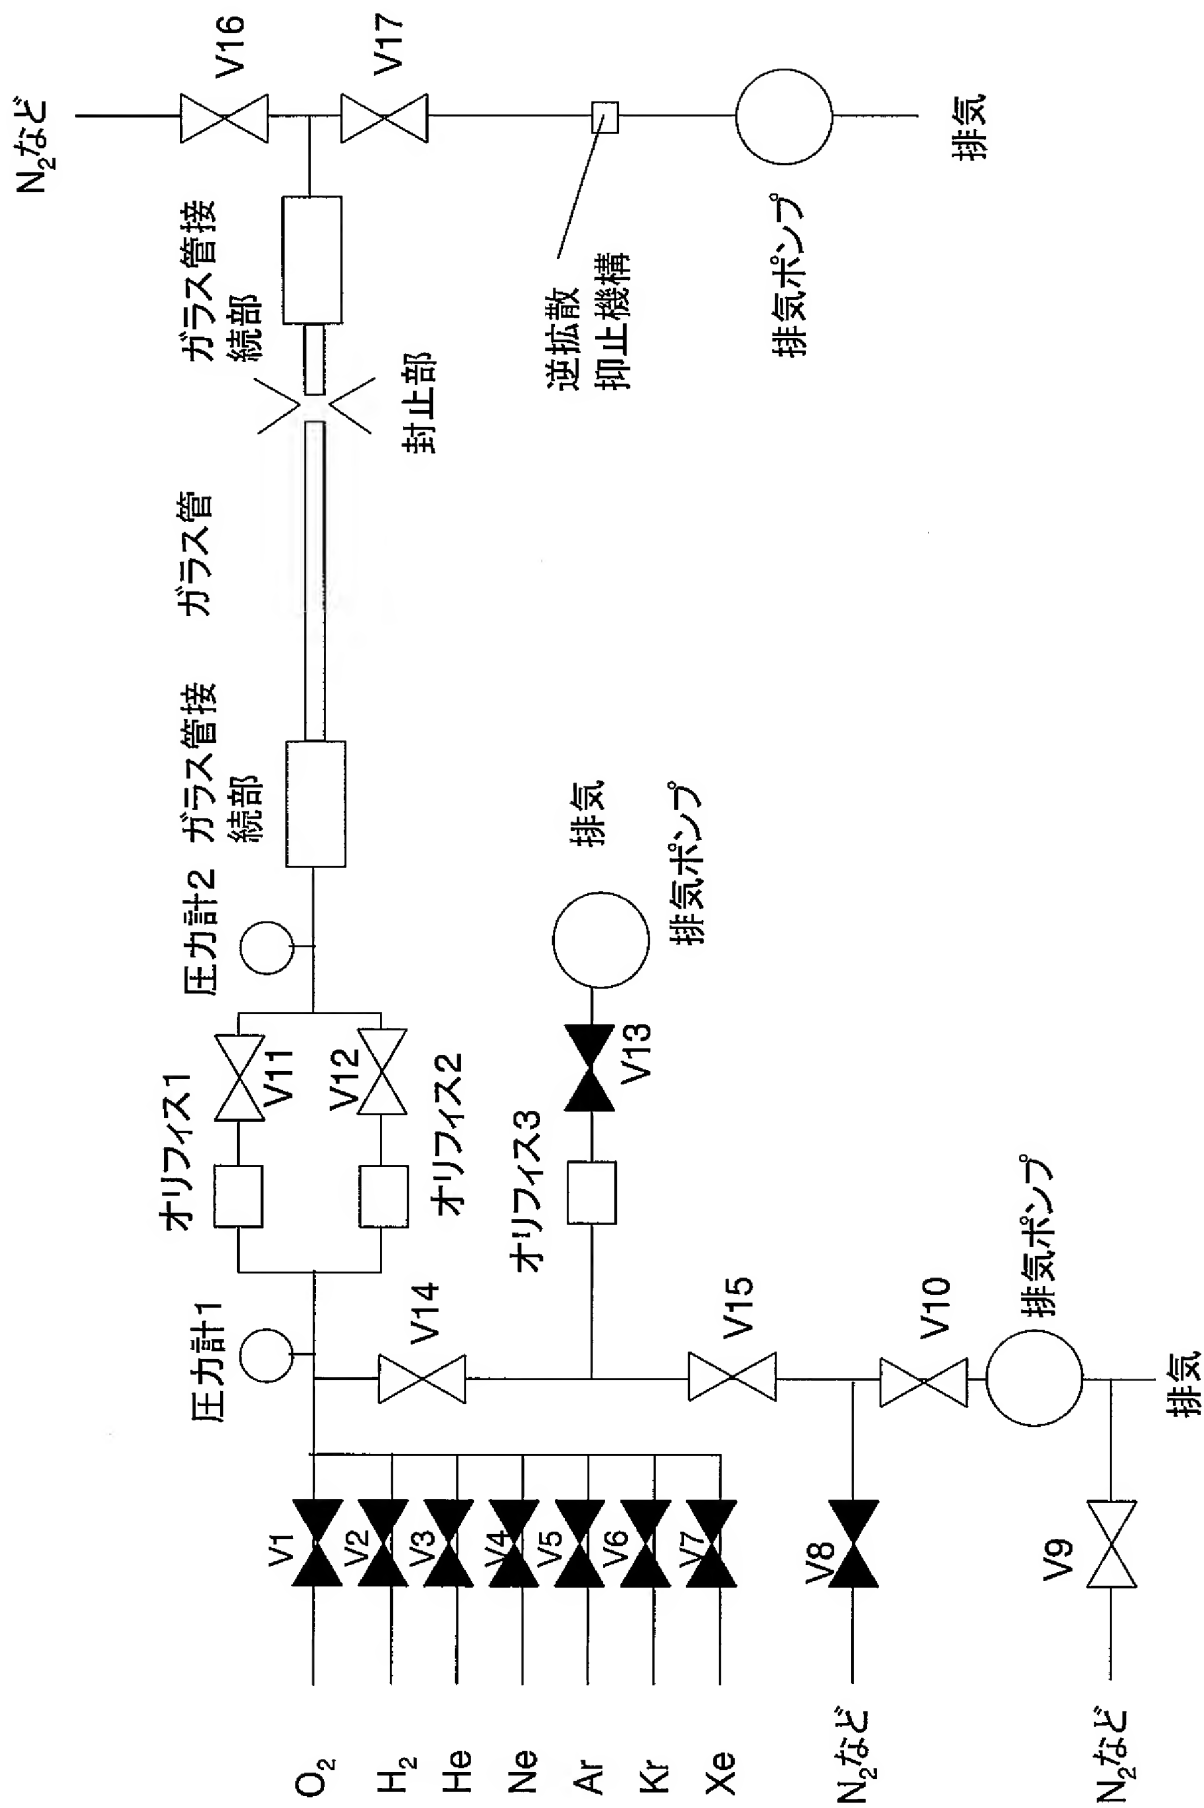 O₂
H₂
He
Ne
Ar
Kr
Xe
N₂など
N₂など
V1
V2
V3
V4
V5
V6
V7
V8
V9
圧力計1
V14
V15
V10
排気ポンプ
排気
オリフィス1
V11
V12
オリフィス2
オリフィス3
V13
排気
排気ポンプ
圧力計2
ガラス管接
続部
ガラス管
封止部
ガラス管接
続部
N₂など
V16
V17
逆拡散
抑止機構
排気ポンプ
排気